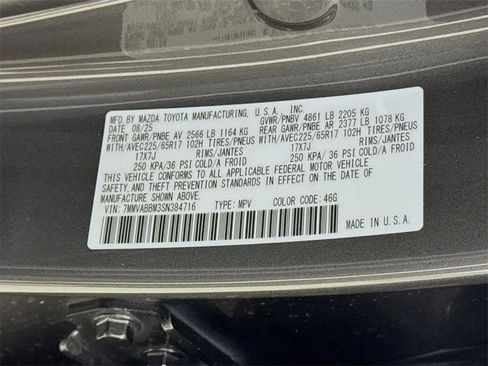 MFD. BY MAZDA TOYOTA MANUFACTURING, U.S.A. INC.
DATE 08/25 GVWR/PNBV 4861 LB 2205 KG
FRONT GAWR/PNBE AV 2566 LB 1164 KG REAR GAWR/PNBE AR 2377 LB 1078 KG
WITH/AVEC225/65R17 102H TIRES/PNEUS WITH/AVEC225/65R17 102H TIRES/PNEUS
17X7J RIMS/JANTES 17X7J RIMS/JANTES
250 KPA/ 36 PSI COLD/A FROID 250 KPA/ 36 PSI COLD/A FROID
THIS VEHICLE CONFORMS TO ALL APPLICABLE FEDERAL MOTOR VEHICLE
SAFETY, BUMPER, AND THEFT PREVENTION STANDARDS IN EFFECT ON THE DATE OF
MANUFACTURE SHOWN ABOVE.
VIN: 7MMVABBM3SN384716 TYPE: MPV COLOR CODE: 46G
MADE IN U.S.A.